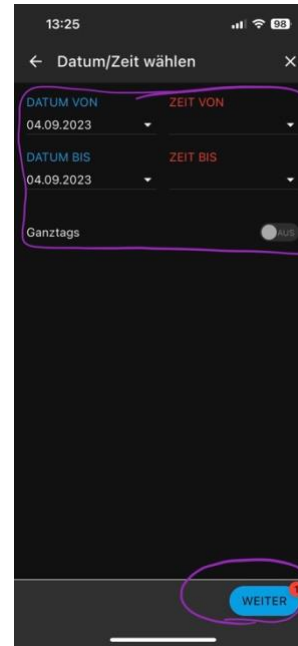 13:25 98
← Datum/Zeit wählen ×
DATUM VON ZEIT VON
04.09.2023
DATUM BIS ZEIT BIS
04.09.2023
Ganztags AUS
WEITER